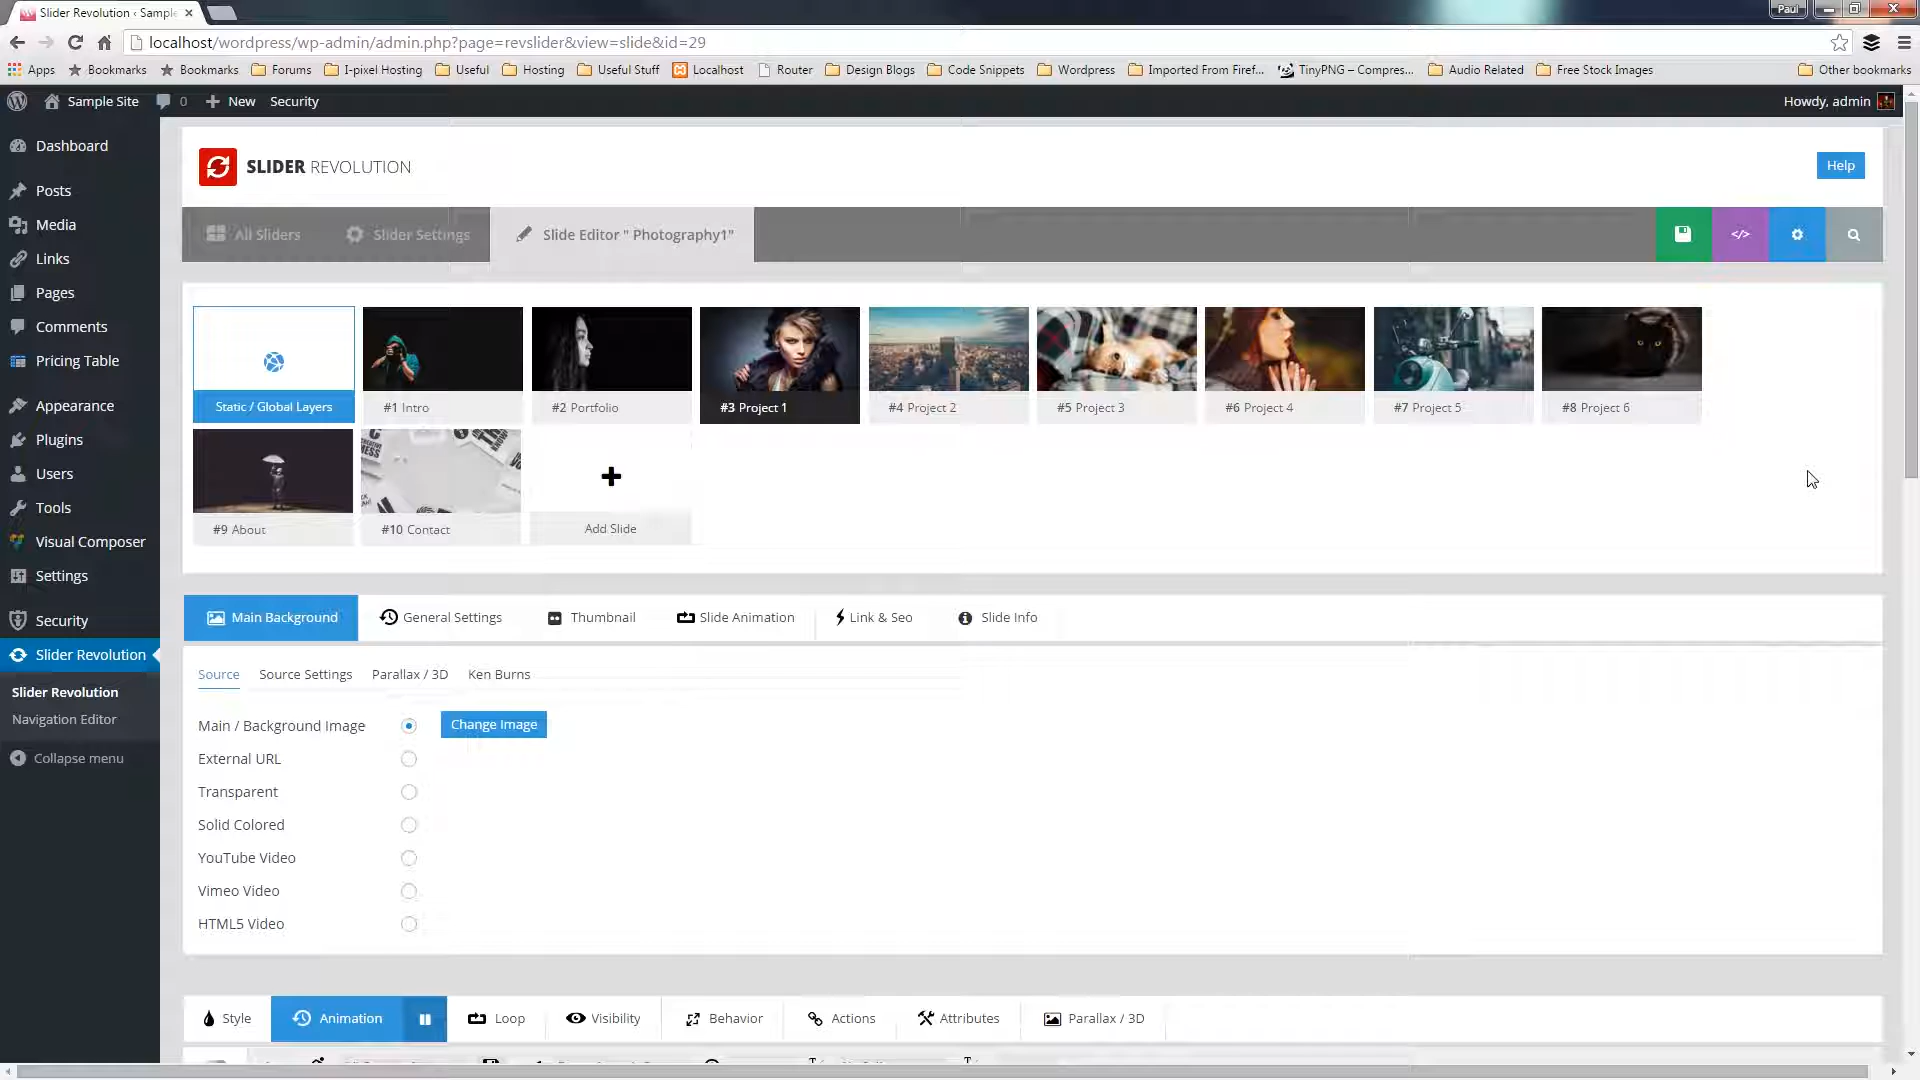 Slider Revolution ‹ Sample
Paul
localhost/wordpress/wp-admin/admin.php?page=revslider&view=slide&id=29
Apps Bookmarks Bookmarks Forums I-pixel Hosting Useful Hosting Useful Stuff Localhost Router Design Blogs Code Snippets Wordpress Imported From Firef... TinyPNG – Compres... Audio Related Free Stock Images Other bookmarks
Sample Site 0 New Security Howdy, admin
Dashboard
Posts
Media
Links
Pages
Comments
Pricing Table
Appearance
Plugins
Users
Tools
Visual Composer
Settings
Security
Slider Revolution
Slider Revolution
Navigation Editor
Collapse menu
SLIDER REVOLUTION
Help
All Sliders Slider Settings Slide Editor " Photography1" </>
Static / Global Layers #1 Intro #2 Portfolio #3 Project 1 #4 Project 2 #5 Project 3 #6 Project 4 #7 Project 5 #8 Project 6
#9 About #10 Contact Add Slide
Main Background General Settings Thumbnail Slide Animation Link & Seo Slide Info
Source Source Settings Parallax / 3D Ken Burns
Main / Background Image Change Image
External URL
Transparent
Solid Colored
YouTube Video
Vimeo Video
HTML5 Video
Style Animation Loop Visibility Behavior Actions Attributes Parallax / 3D